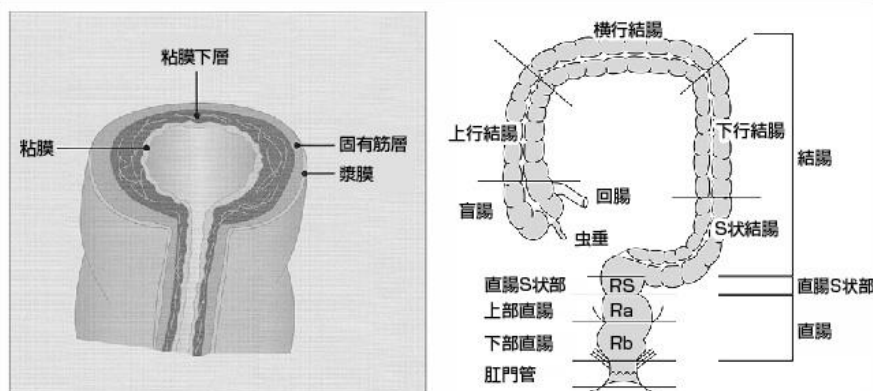 粘膜下層
粘膜
固有筋層
漿膜
横行結腸
上行結腸
下行結腸
結腸
盲腸
回腸
虫垂
S状結腸
直腸S状部
RS
直腸S状部
上部直腸
Ra
直腸
下部直腸
Rb
肛門管